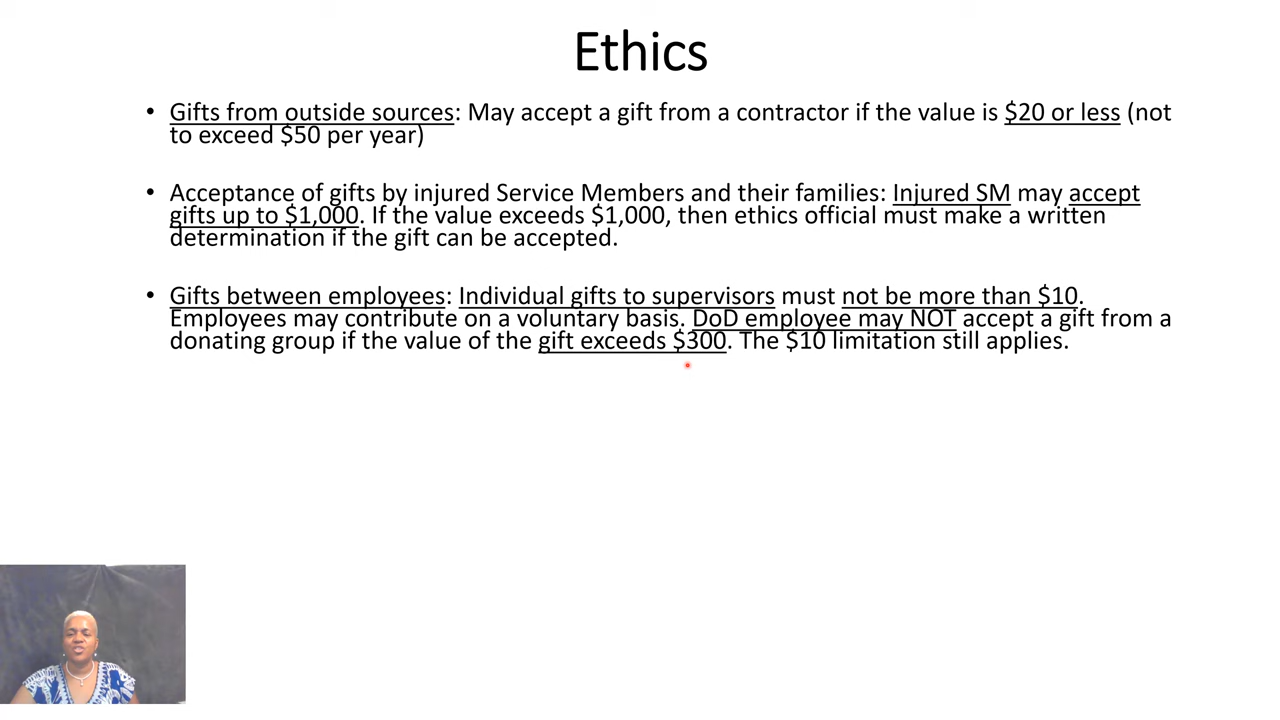 Ethics
• Gifts from outside sources: May accept a gift from a contractor if the value is $20 or less (not
to exceed $50 per year)
• Acceptance of gifts by injured Service Members and their families: Injured SM may accept
gifts up to $1,000. If the value exceeds $1,000, then ethics official must make a written
determination if the gift can be accepted.
• Gifts between employees: Individual gifts to supervisors must not be more than $10.
Employees may contribute on a voluntary basis. DoD employee may NOT accept a gift from a
donating group if the value of the gift exceeds $300. The $10 limitation still applies.